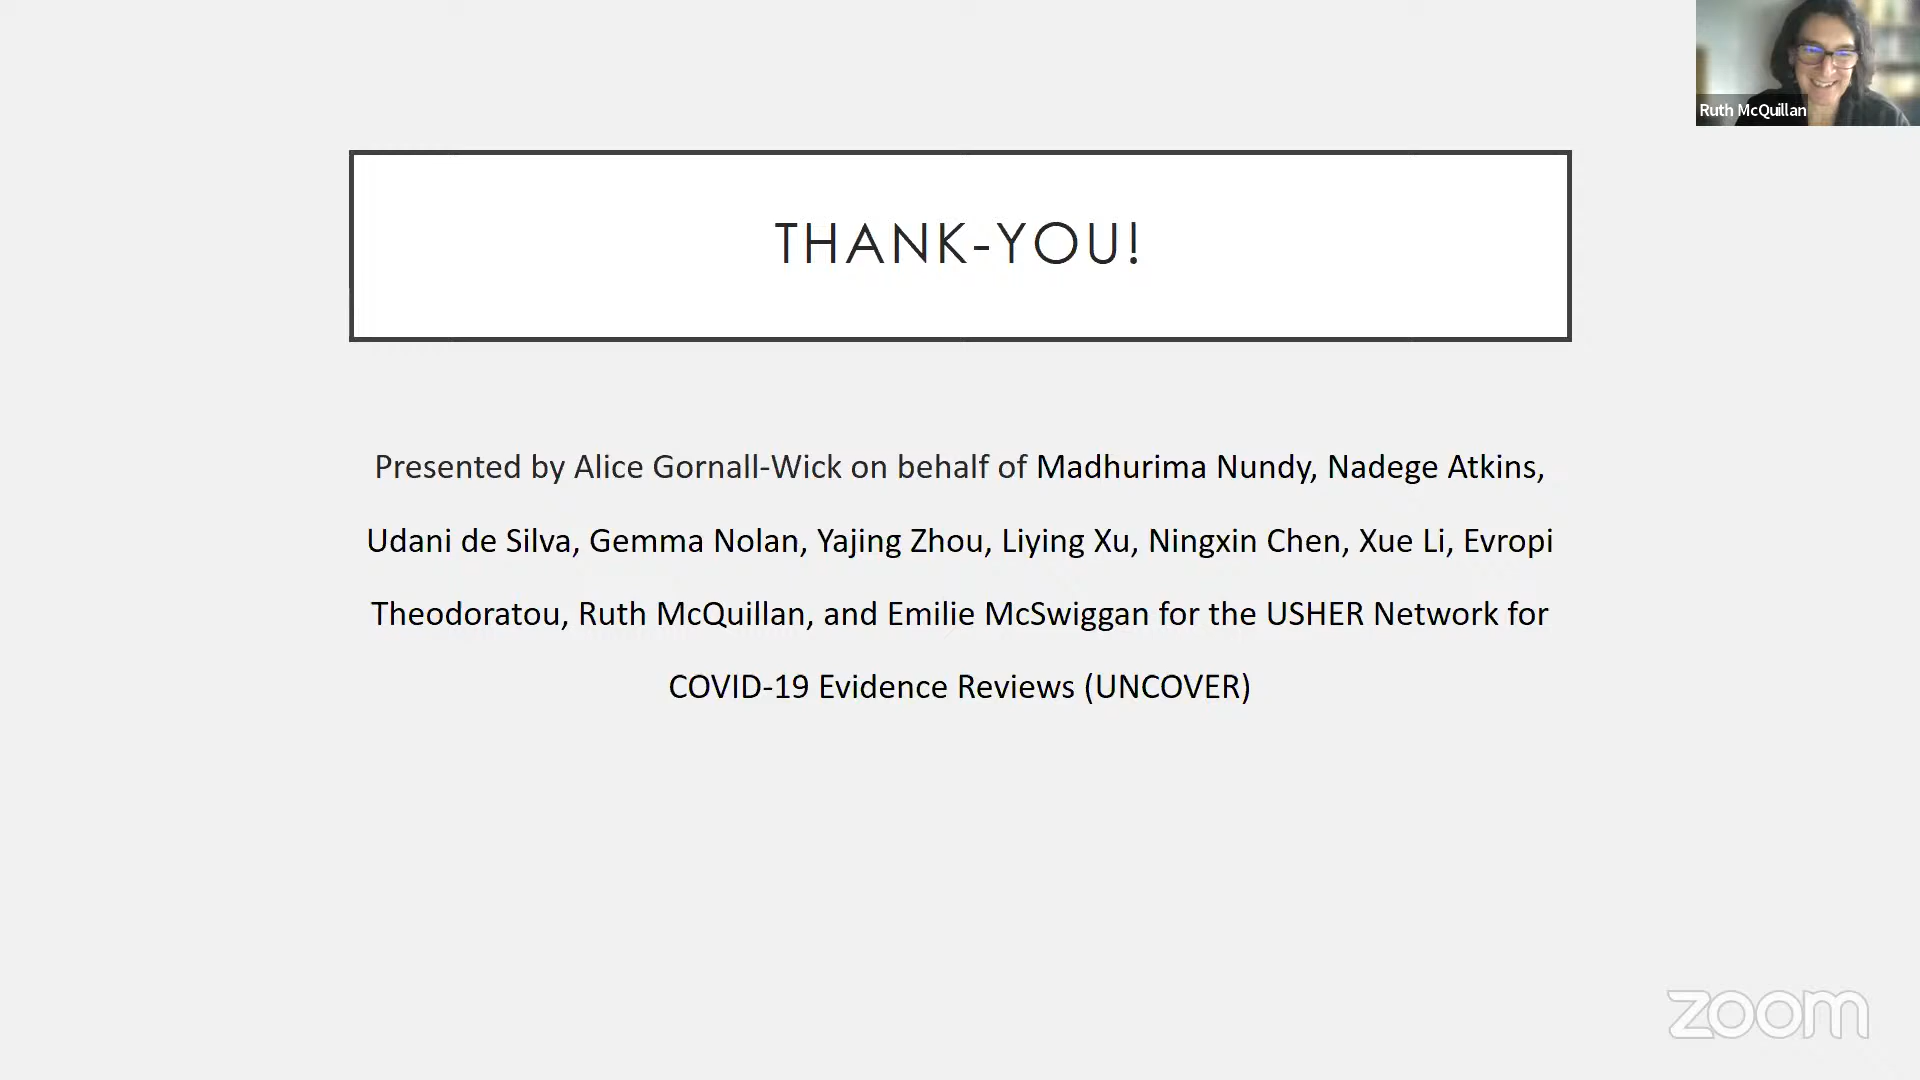 Ruth McQuillan
THANK-YOU!
Presented by Alice Gornall-Wick on behalf of Madhurima Nundy, Nadege Atkins,
Udani de Silva, Gemma Nolan, Yajing Zhou, Liying Xu, Ningxin Chen, Xue Li, Evropi
Theodoratou, Ruth McQuillan, and Emilie McSwiggan for the USHER Network for
COVID-19 Evidence Reviews (UNCOVER)
zoom